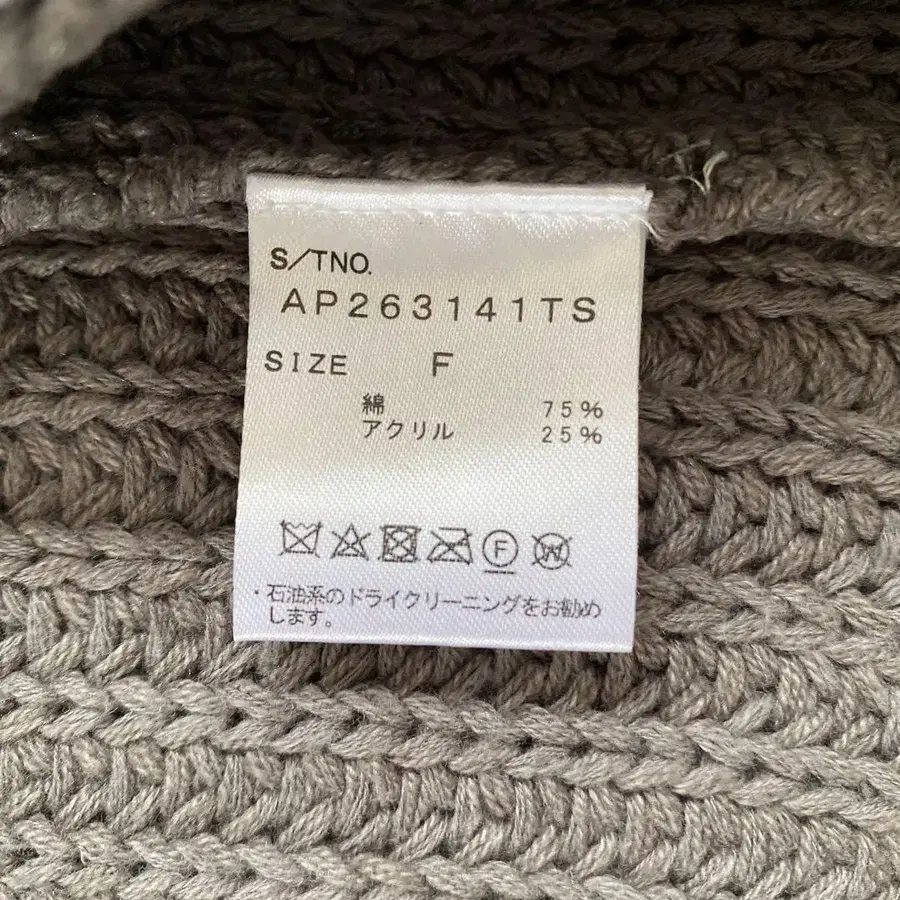 S/TNO.
AP263141TS
SIZE F
綿 75%
アクリル 25%
F
W
・石油系のドライクリーニングをお勧め
します。